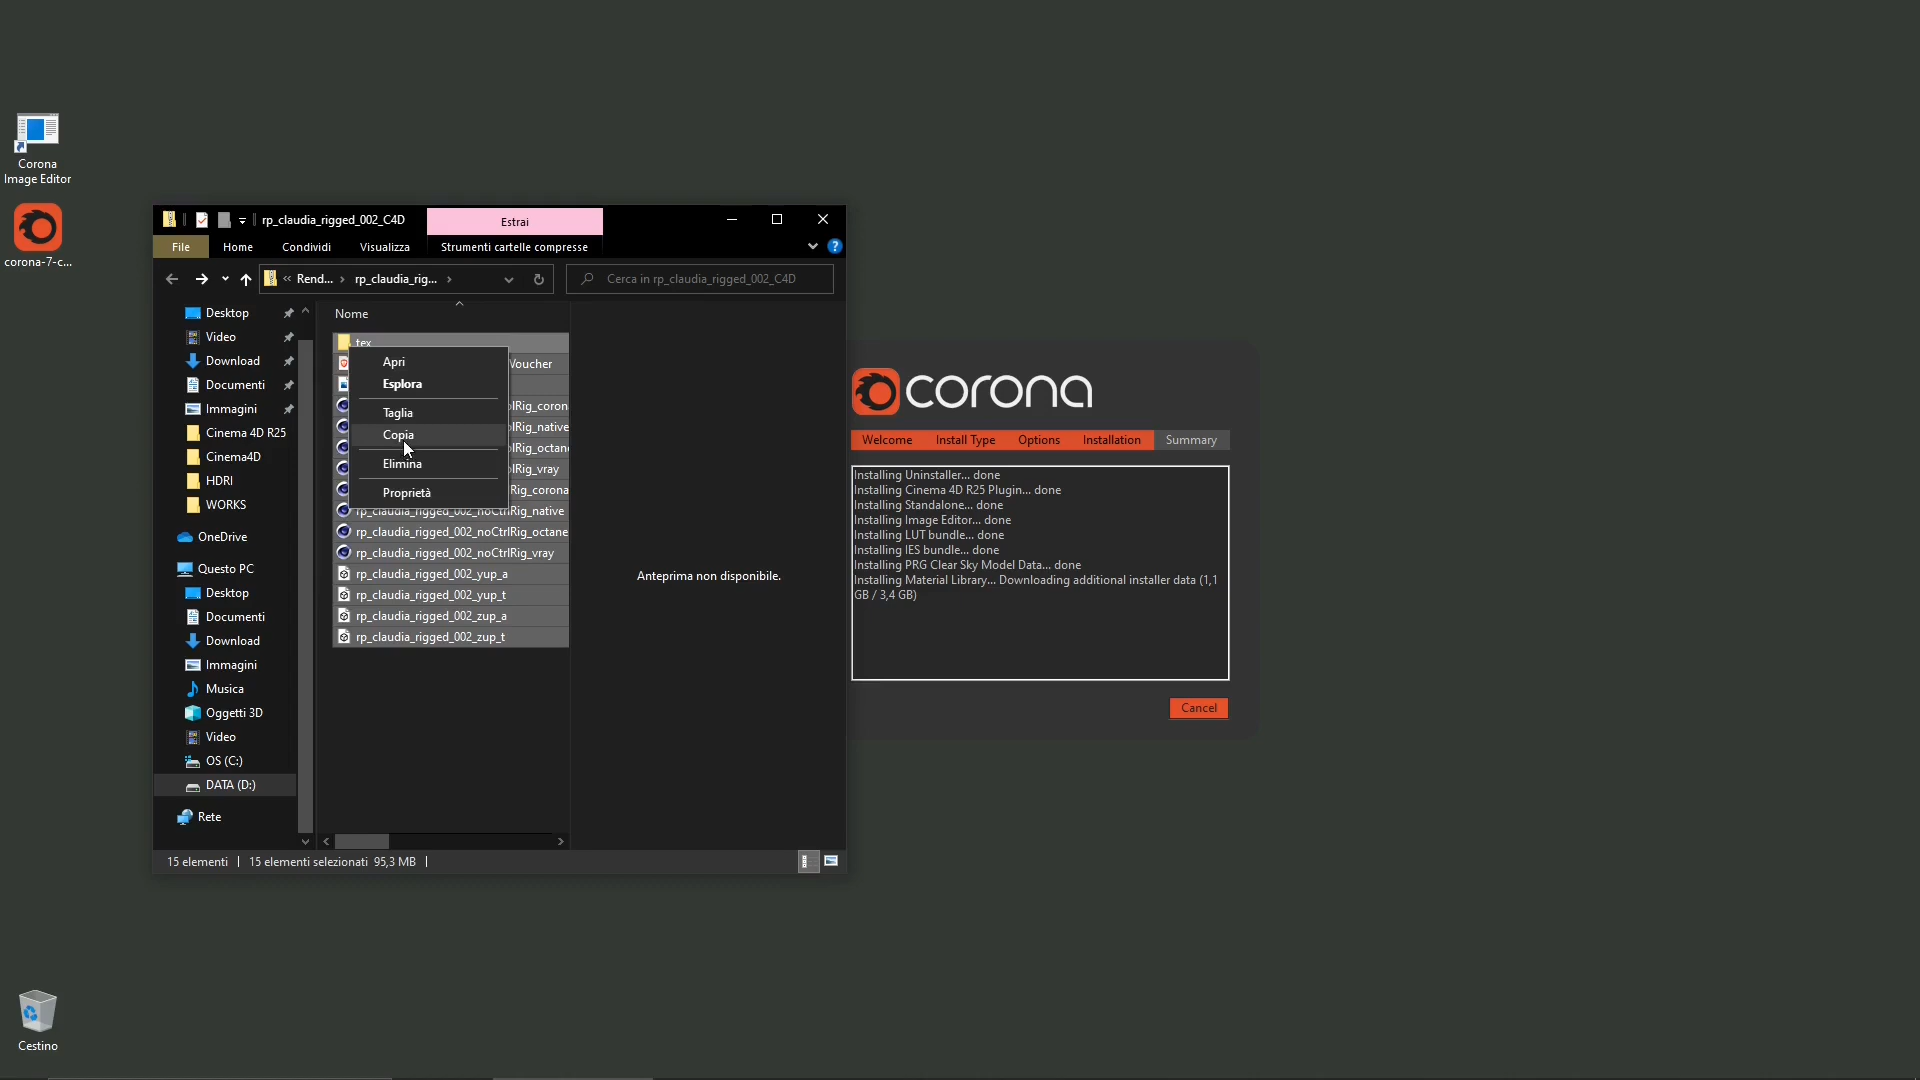 Corona
Image Editor
corona-7-c...
rp_claudia_rigged_002_C4D
Estrai
File
Home
Condividi
Visualizza
Strumenti cartelle compresse
Rend...
rp_claudia_rig...
Cerca in rp_claudia_rigged_002_C4D
Desktop
Video
Download
Documenti
Immagini
Cinema 4D R25
Cinema4D
HDRI
WORKS
OneDrive
Questo PC
Desktop
Documenti
Download
Immagini
Musica
Oggetti 3D
Video
OS (C:)
DATA (D:)
Rete
Nome
tex
Voucher
lRig_coron
lRig_native
lRig_octan
lRig_vray
Rig_corona
rp_claudia_rigged_002_noCtrlRig_native
rp_claudia_rigged_002_noCtrlRig_octane
rp_claudia_rigged_002_noCtrlRig_vray
rp_claudia_rigged_002_yup_a
rp_claudia_rigged_002_yup_t
rp_claudia_rigged_002_zup_a
rp_claudia_rigged_002_zup_t
Apri
Esplora
Taglia
Copia
Elimina
Proprietà
Anteprima non disponibile.
15 elementi
15 elementi selezionati 95,3 MB
corona
Welcome
Install Type
Options
Installation
Summary
Installing Uninstaller... done
Installing Cinema 4D R25 Plugin... done
Installing Standalone... done
Installing Image Editor... done
Installing LUT bundle... done
Installing IES bundle... done
Installing PRG Clear Sky Model Data... done
Installing Material Library... Downloading additional installer data (1,1
GB / 3,4 GB)
Cancel
Cestino